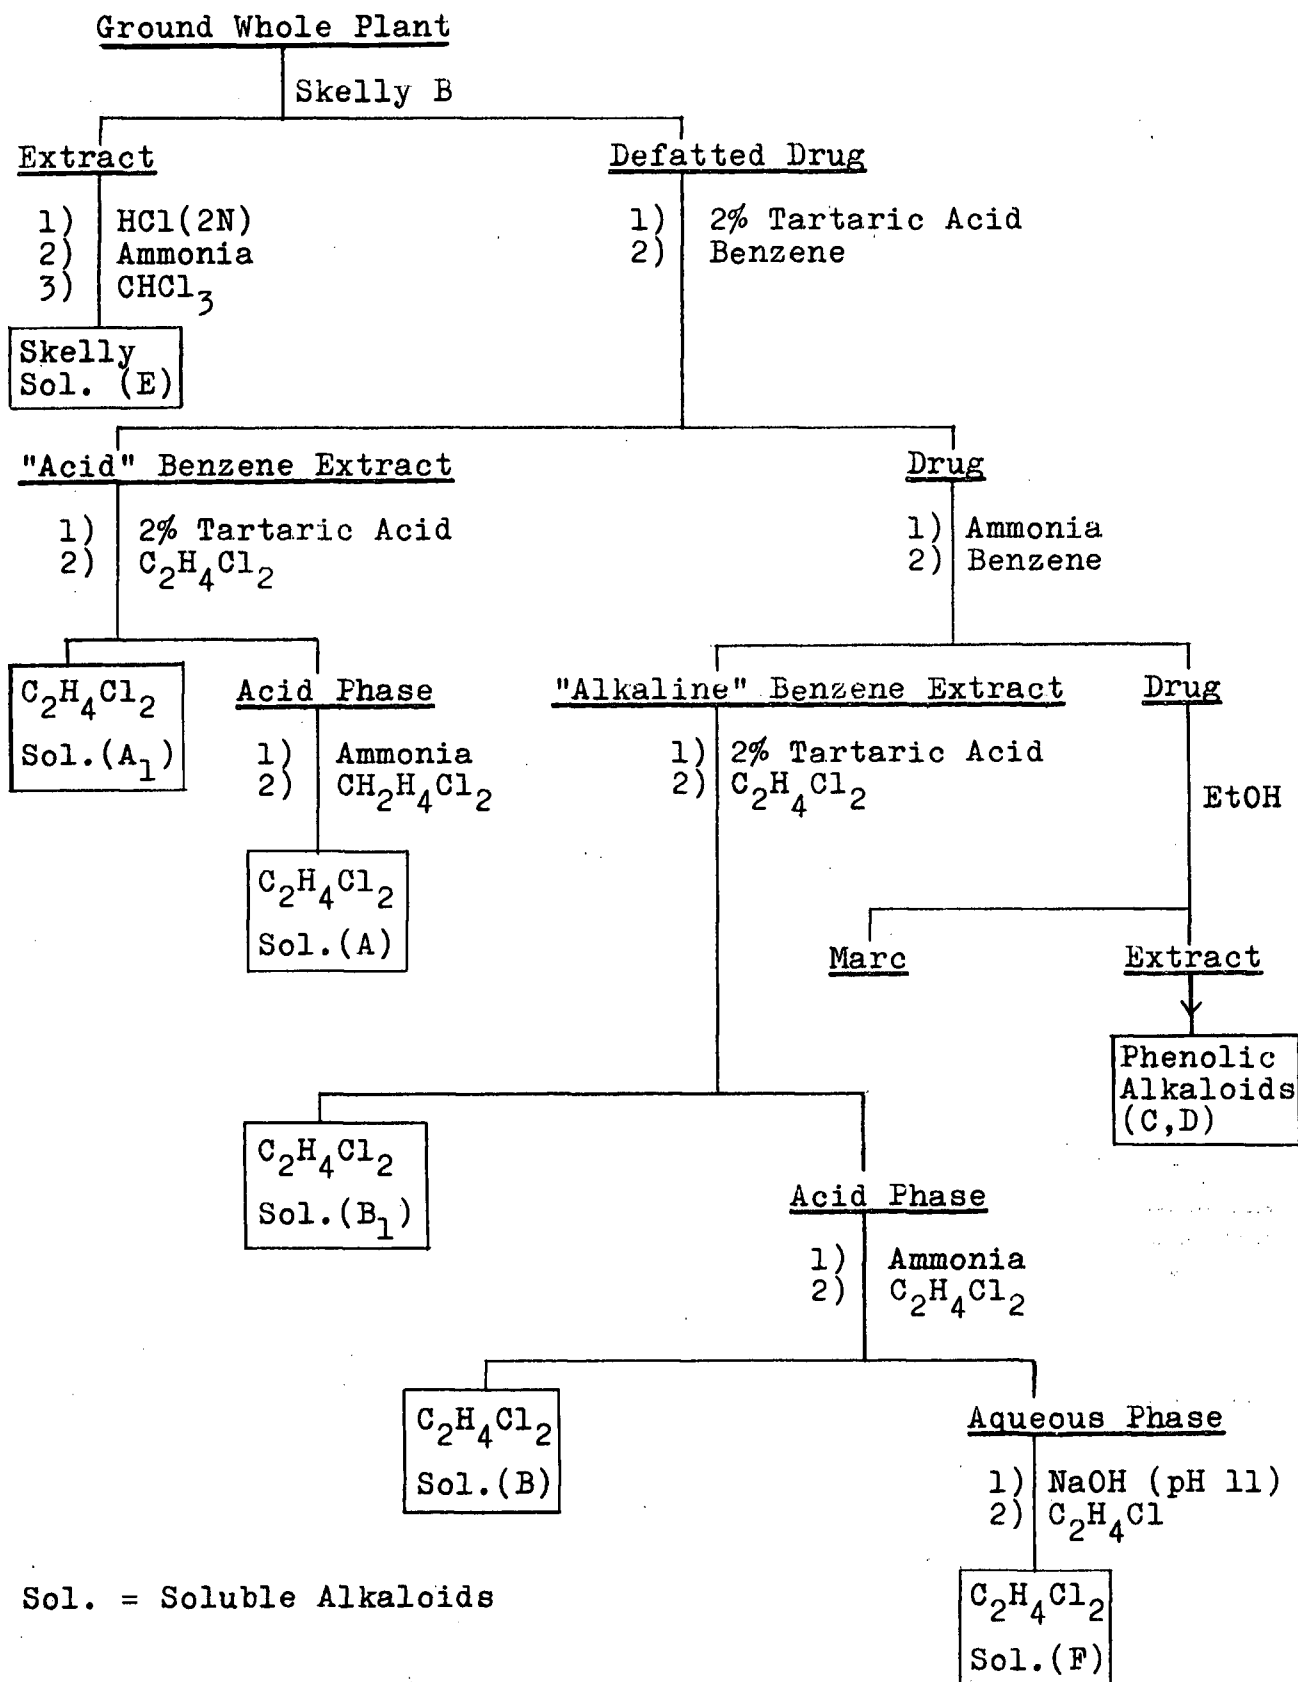 Ground Whole Plant
Skelly B
Extract
Defatted Drug
1) HCl(2N)
2) Ammonia
3) CHCl₃
1) 2% Tartaric Acid
2) Benzene
Skelly
Sol. (E)
"Acid" Benzene Extract
Drug
1) 2% Tartaric Acid
2) C₂H₄Cl₂
1) Ammonia
2) Benzene
C₂H₄Cl₂
Sol.(A₁)
Acid Phase
1) Ammonia
2) CH₂H₄Cl₂
"Alkaline" Benzene Extract
Drug
1) 2% Tartaric Acid
2) C₂H₄Cl₂
EtOH
C₂H₄Cl₂
Sol.(A)
Marc
Extract
Phenolic
Alkaloids
(C,D)
C₂H₄Cl₂
Sol.(B₁)
Acid Phase
1) Ammonia
2) C₂H₄Cl₂
C₂H₄Cl₂
Sol.(B)
Aqueous Phase
1) NaOH (pH 11)
2) C₂H₄Cl
Sol. = Soluble Alkaloids
C₂H₄Cl₂
Sol.(F)